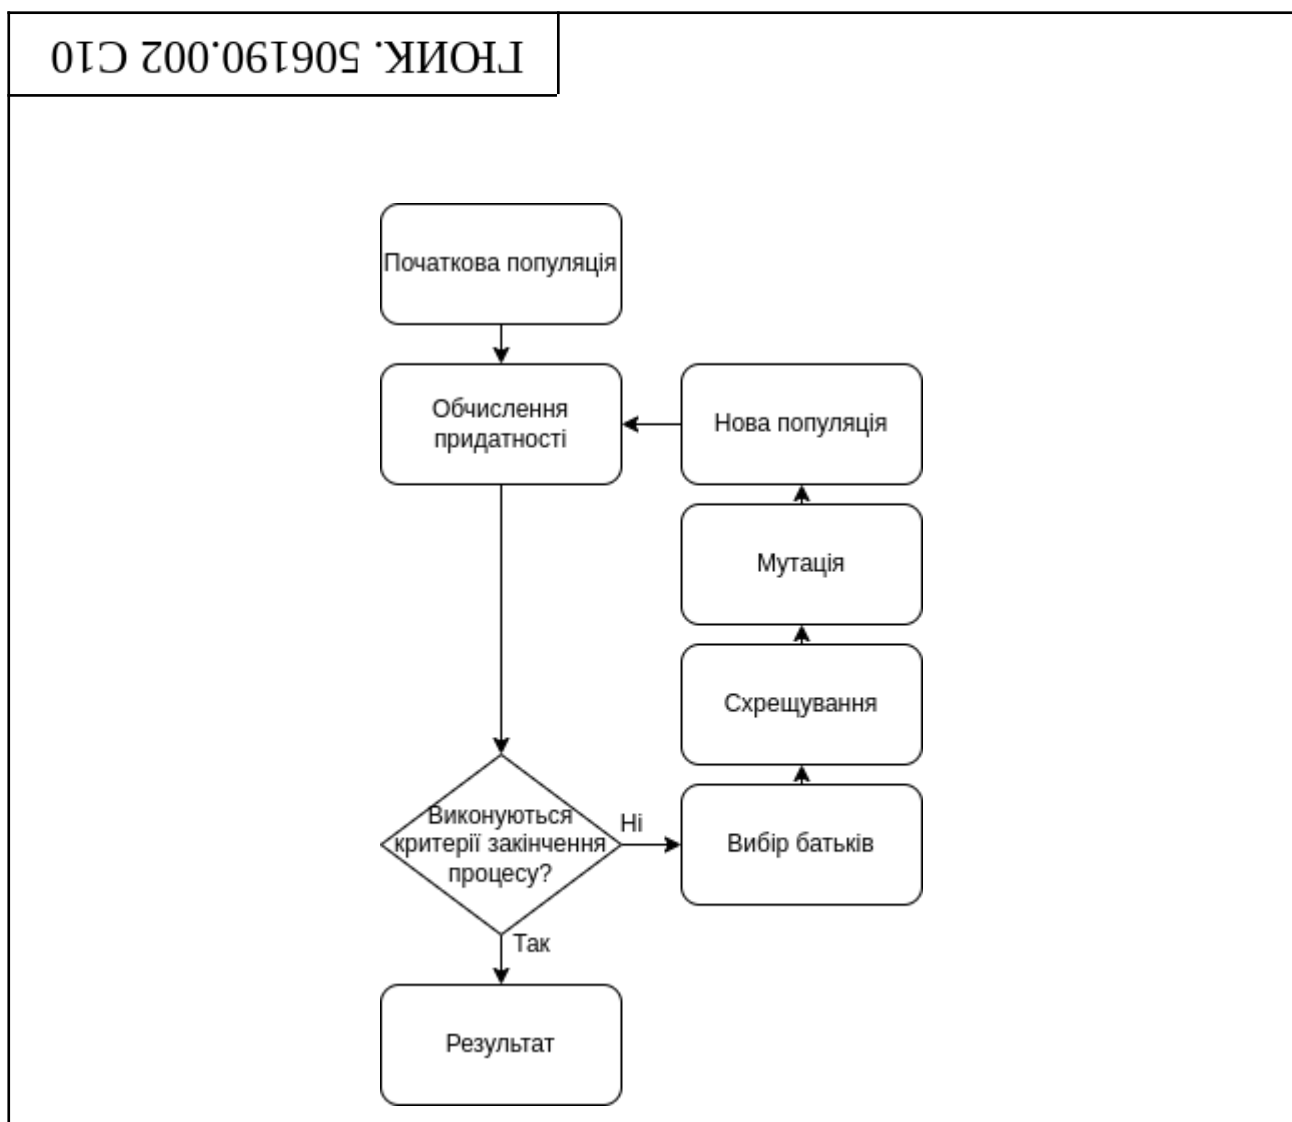 ГЮИК. 506190.002 С10
Початкова популяція
Обчислення
придатності
Нова популяція
Мутація
Схрещування
Виконуються
критерії закінчення
процесу?
Ні
Вибір батьків
Так
Результат